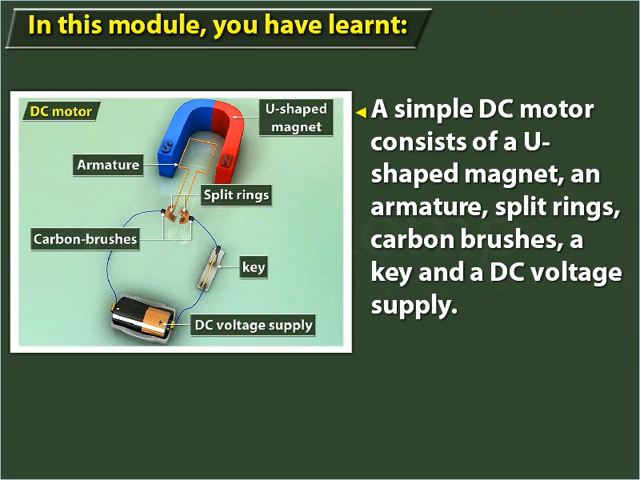 In this module, you have learnt:
DC motor
U-shaped
magnet
Armature
S
N
Split rings
Carbon-brushes
key
DC voltage supply
A simple DC motor
consists of a U-
shaped magnet, an
armature, split rings,
carbon brushes, a
key and a DC voltage
supply.